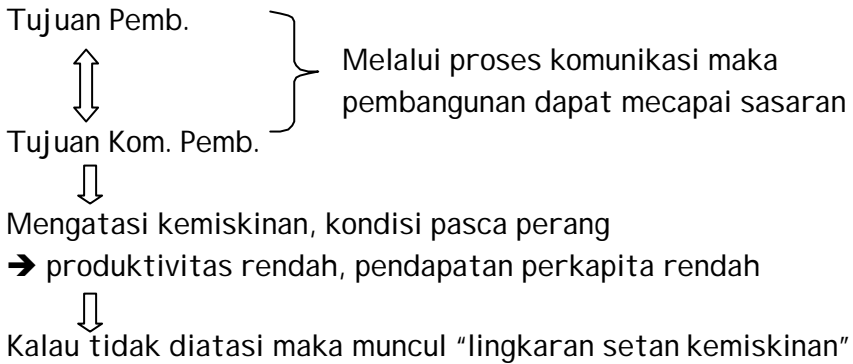 Tujuan Pemb.
Melalui proses komunikasi maka
pembangunan dapat mecapai sasaran
Tujuan Kom. Pemb.
Mengatasi kemiskinan, kondisi pasca perang
➔ produktivitas rendah, pendapatan perkapita rendah
Kalau tidak diatasi maka muncul “lingkaran setan kemiskinan”